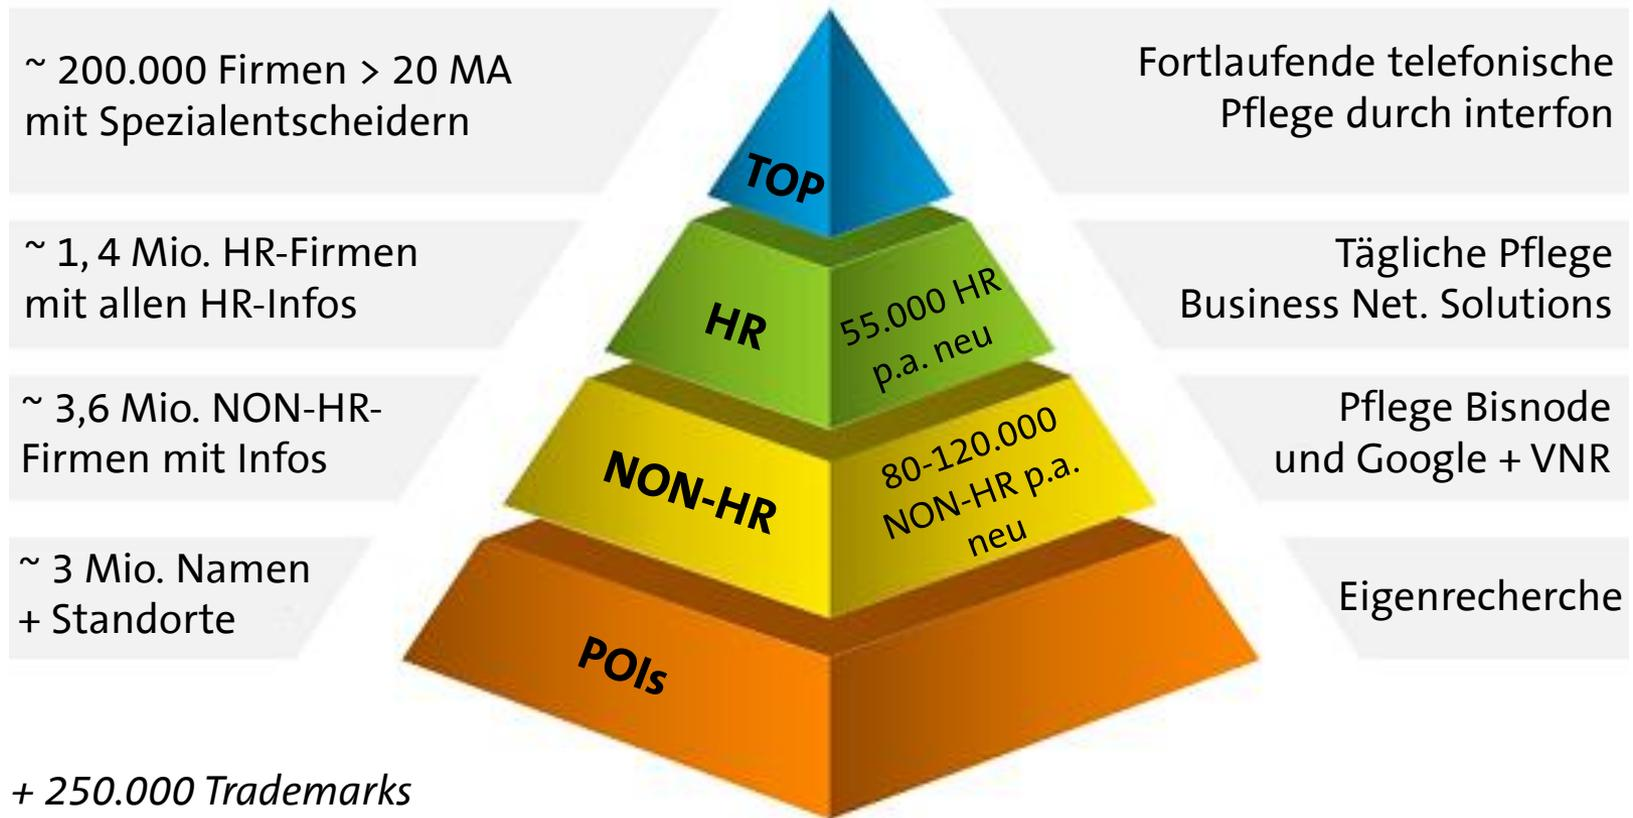 ~ 200.000 Firmen > 20 MA
mit Spezialentscheidern
TOP
Fortlaufende telefonische
Pflege durch interfon
~ 1, 4 Mio. HR-Firmen
mit allen HR-Infos
HR
55.000 HR
p.a. neu
Tägliche Pflege
Business Net. Solutions
~ 3,6 Mio. NON-HR-
Firmen mit Infos
NON-HR
80-120.000
NON-HR p.a.
neu
Pflege Bisnode
und Google + VNR
~ 3 Mio. Namen
+ Standorte
POIs
Eigenrecherche
+ 250.000 Trademarks